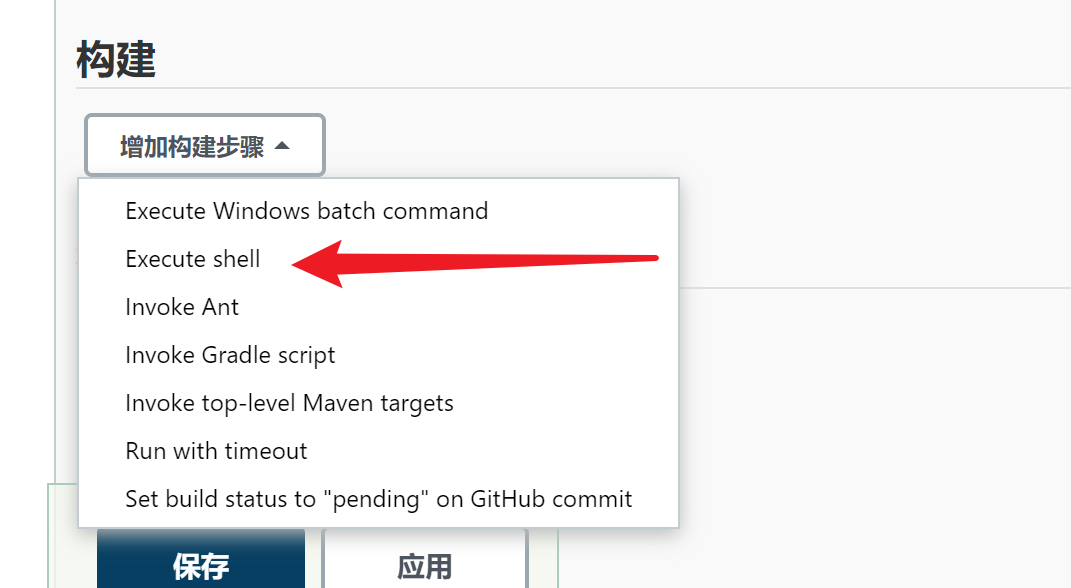 构建
增加构建步骤
Execute Windows batch command
Execute shell
Invoke Ant
Invoke Gradle script
Invoke top-level Maven targets
Run with timeout
Set build status to "pending" on GitHub commit
保存 应用